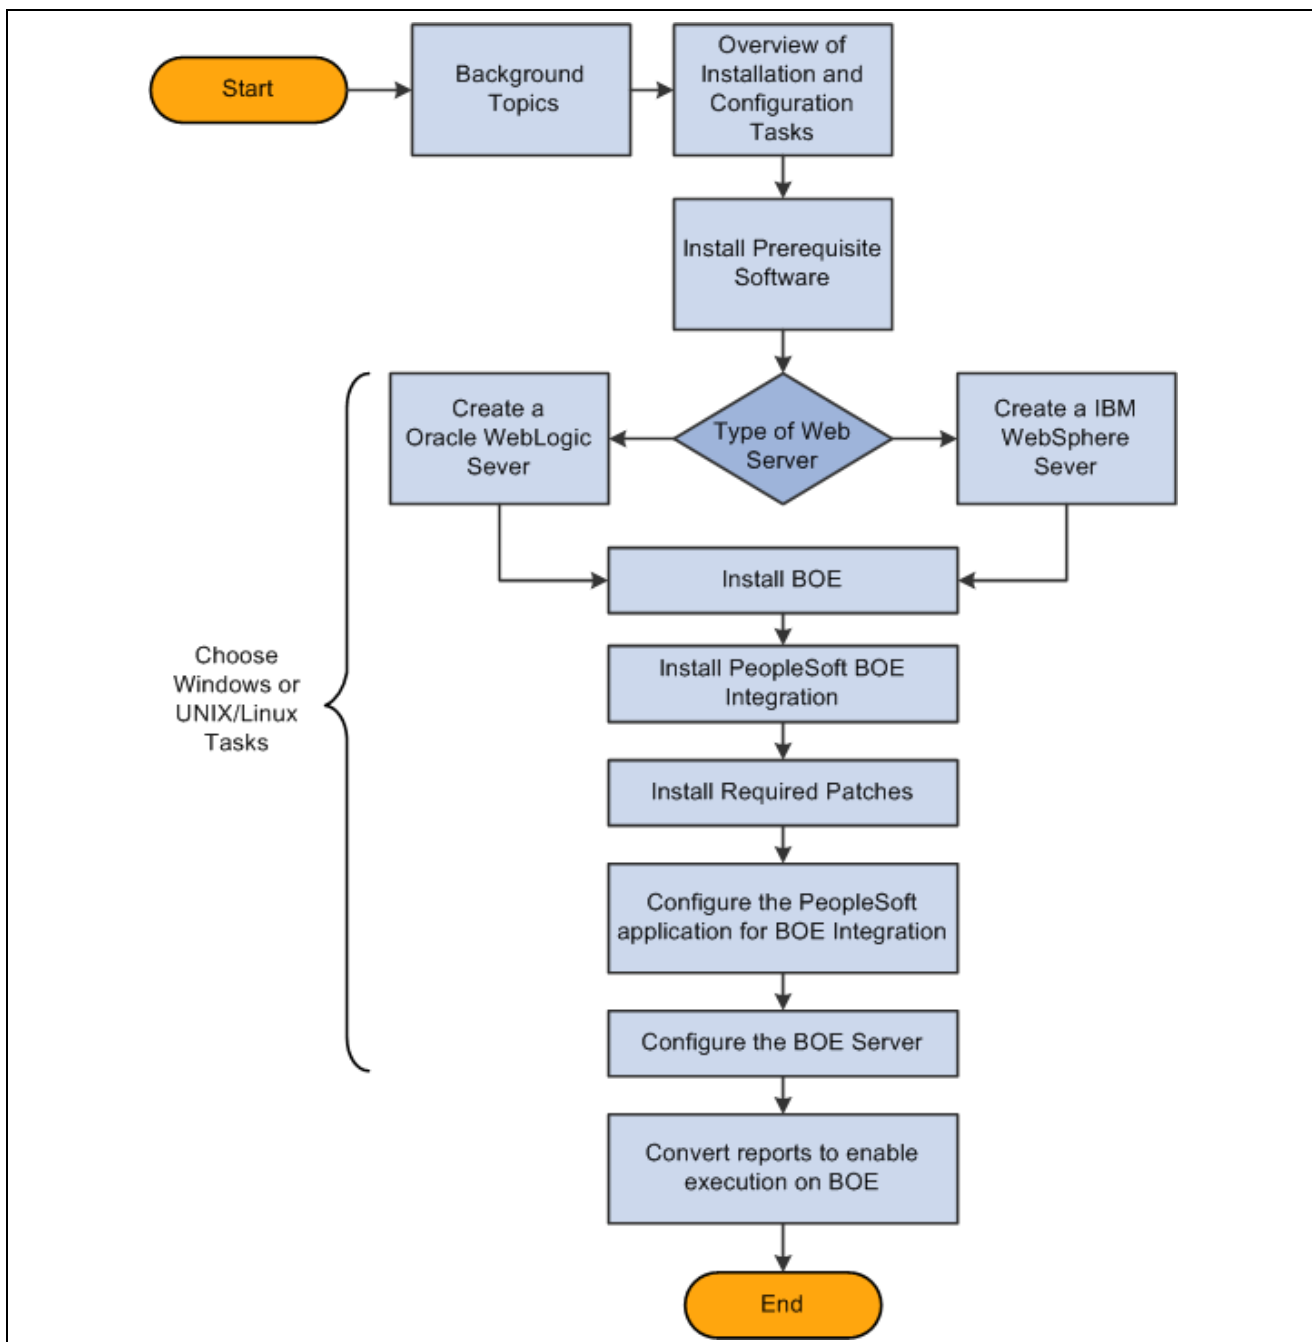 Start
Background
Topics
Overview of
Installation and
Configuration
Tasks
Install Prerequisite
Software
Create a
Oracle WebLogic
Sever
Type of Web
Server
Create a IBM
WebSphere
Sever
Install BOE
Choose
Windows or
UNIX/Linux
Tasks
Install PeopleSoft BOE
Integration
Install Required Patches
Configure the PeopleSoft
application for BOE Integration
Configure the BOE Server
Convert reports to enable
execution on BOE
End